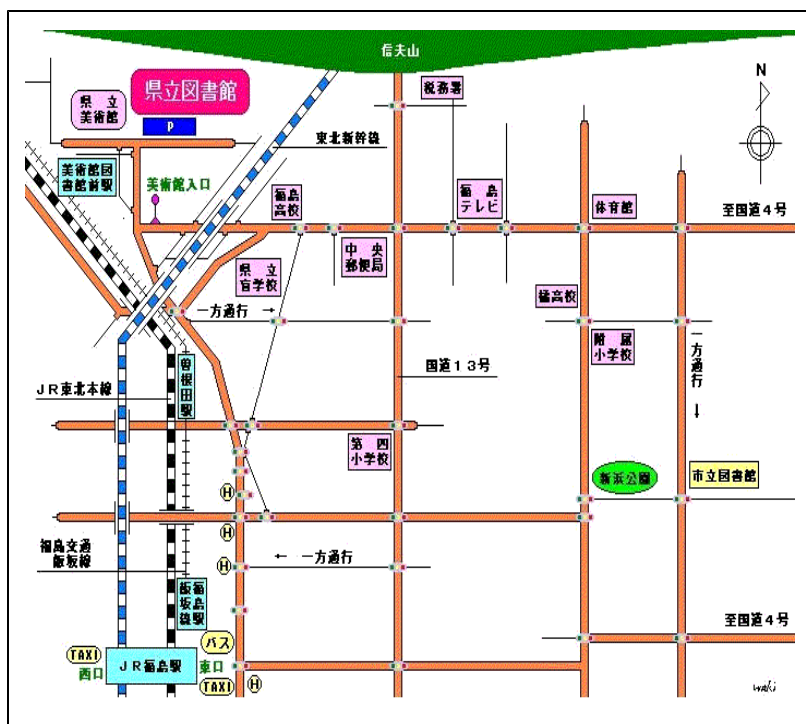 信夫山
県立図書館
税務署
N
県立
美術館
P
東北新幹線
美術館図
書館前駅
美術館入口
福島
高校
福島
テレビ
体育館
至国道4号
中央
郵便局
県立
盲学校
橘高校
一方通行 →
附属
小学校
一方通行 →
国道13号
曽根田駅
JR東北本線
第四
小学校
新浜公園
市立図書館
H
H
福島交通
飯坂線
H
← 一方通行
福島駅
飯坂線
至国道4号
バス
TAXI
JR福島駅
西口
東口
TAXI
H
waki